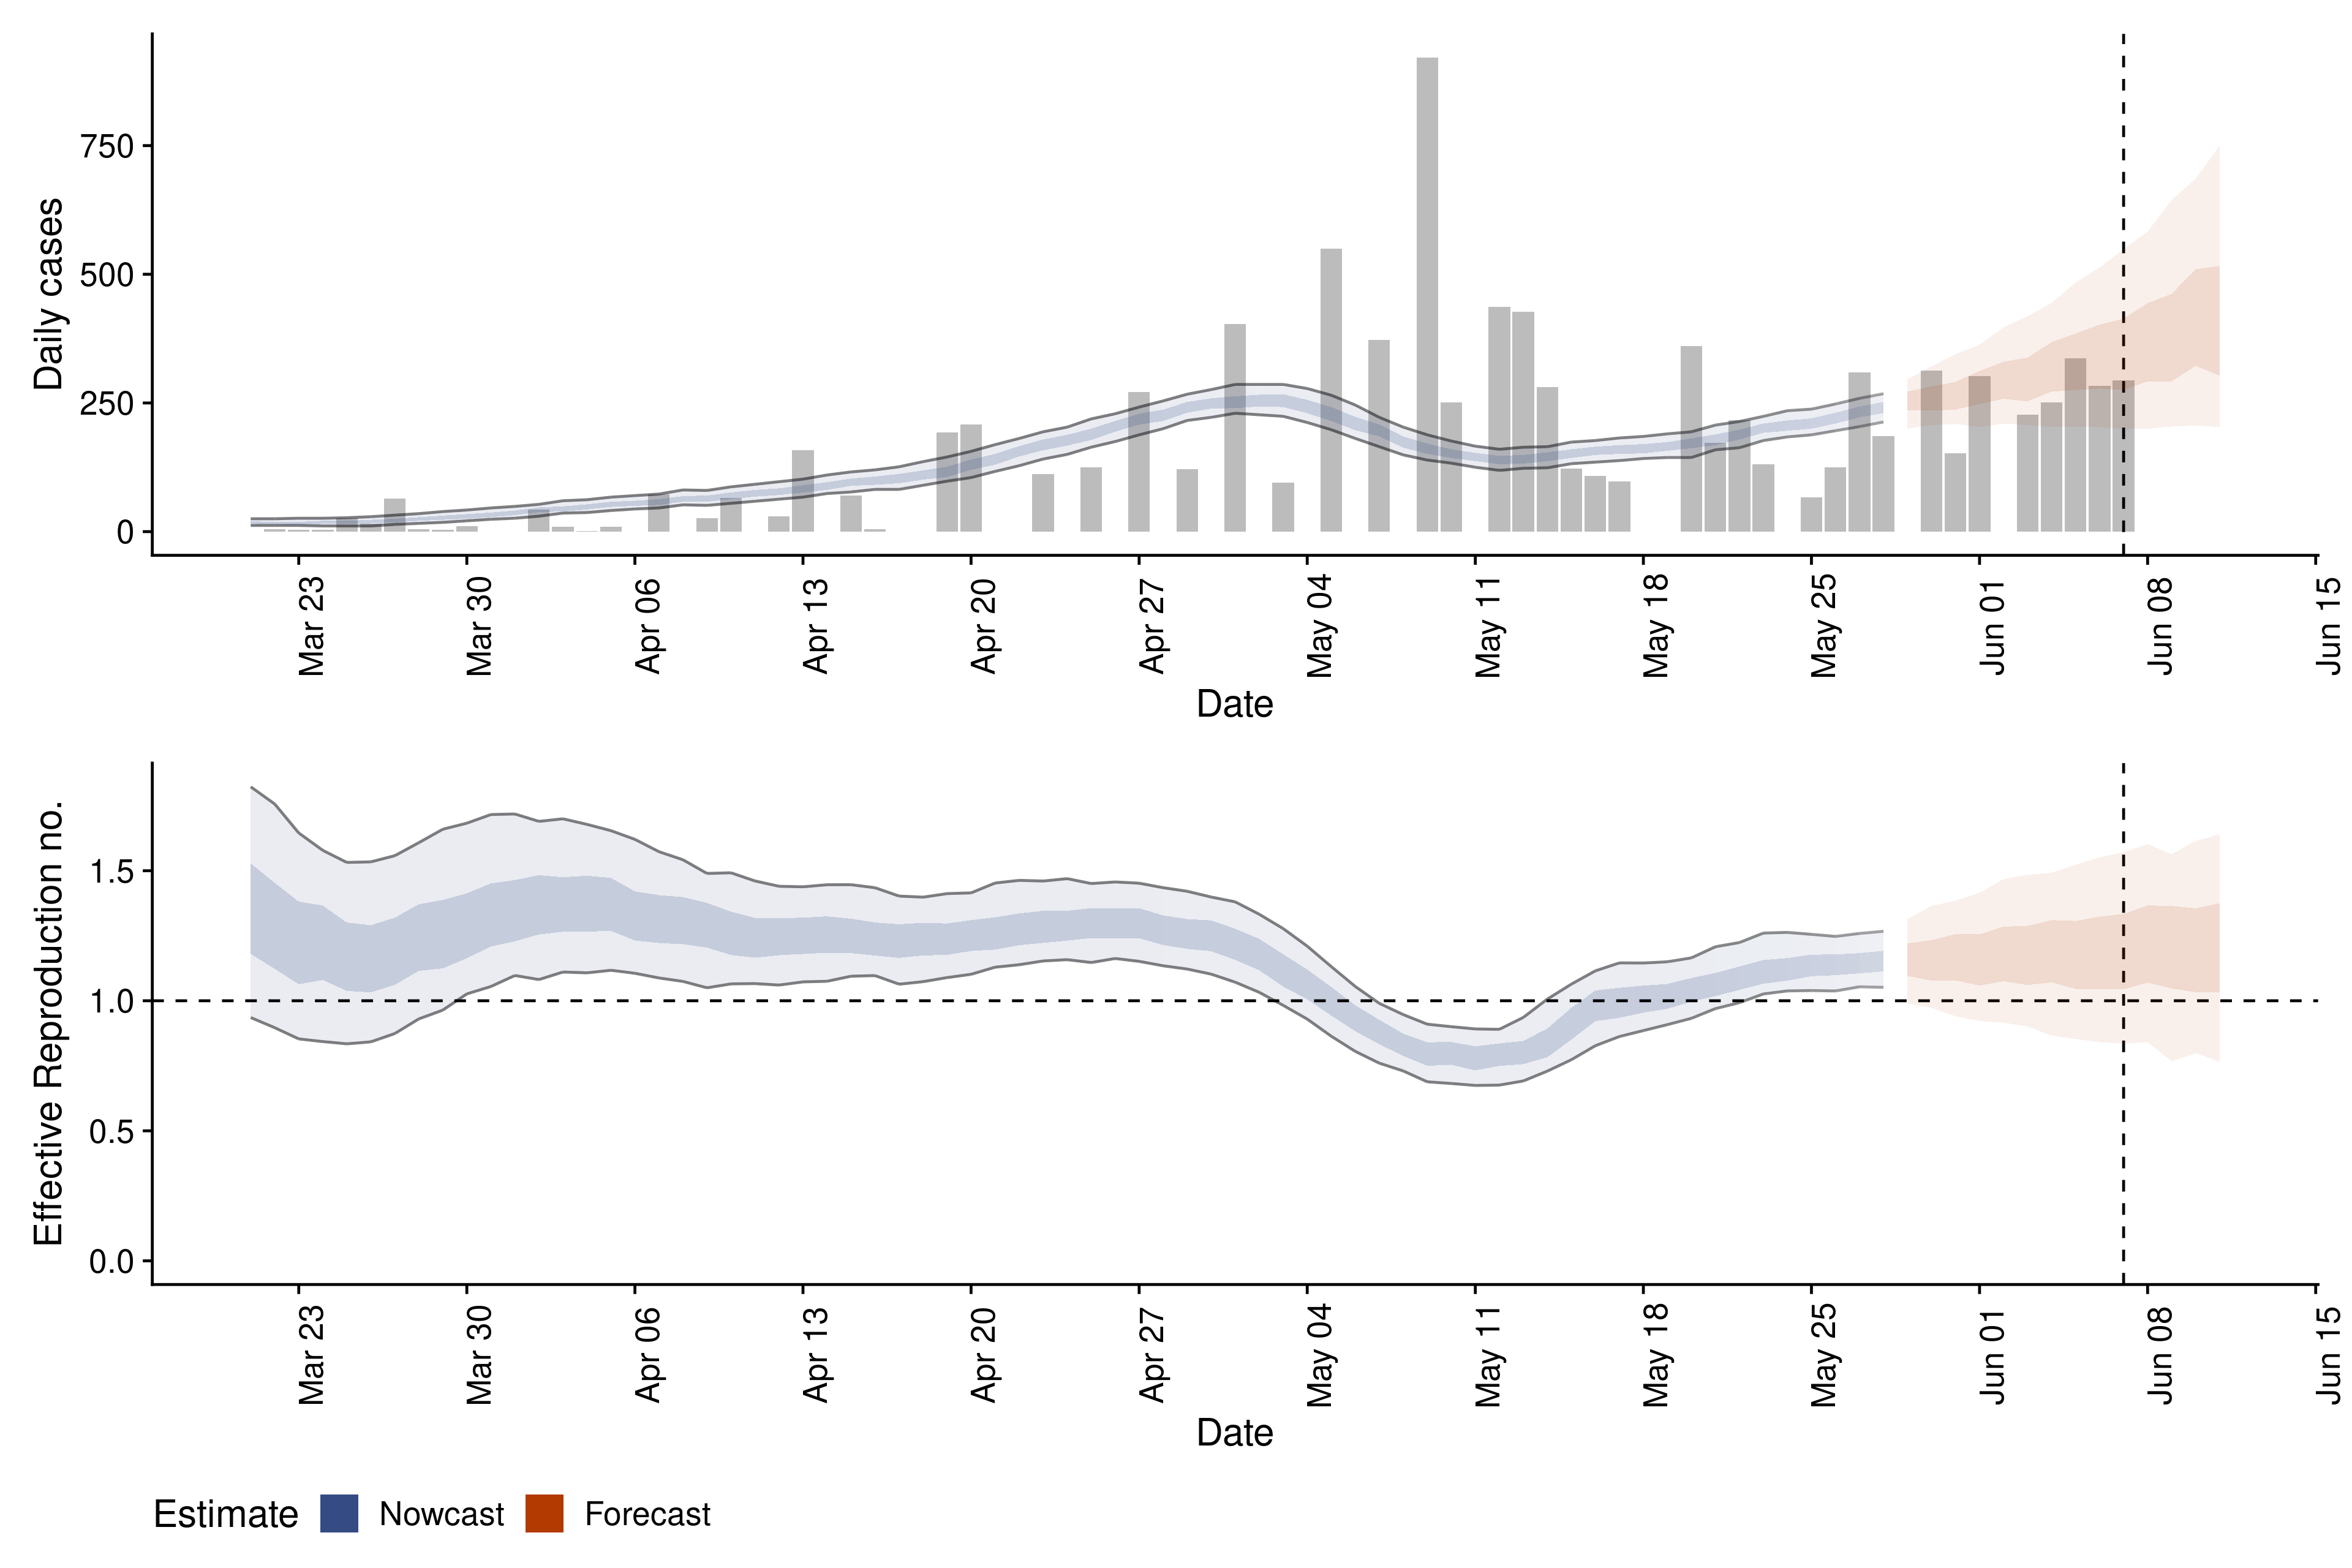 Daily cases
750
500
250
0
Mar 23 Mar 30 Apr 06 Apr 13 Apr 20 Apr 27 May 04 May 11 May 18 May 25 Jun 01 Jun 08 Jun 15
Date
Effective Reproduction no.
1.5
1.0
0.5
0.0
Mar 23 Mar 30 Apr 06 Apr 13 Apr 20 Apr 27 May 04 May 11 May 18 May 25 Jun 01 Jun 08 Jun 15
Date
Estimate Nowcast Forecast